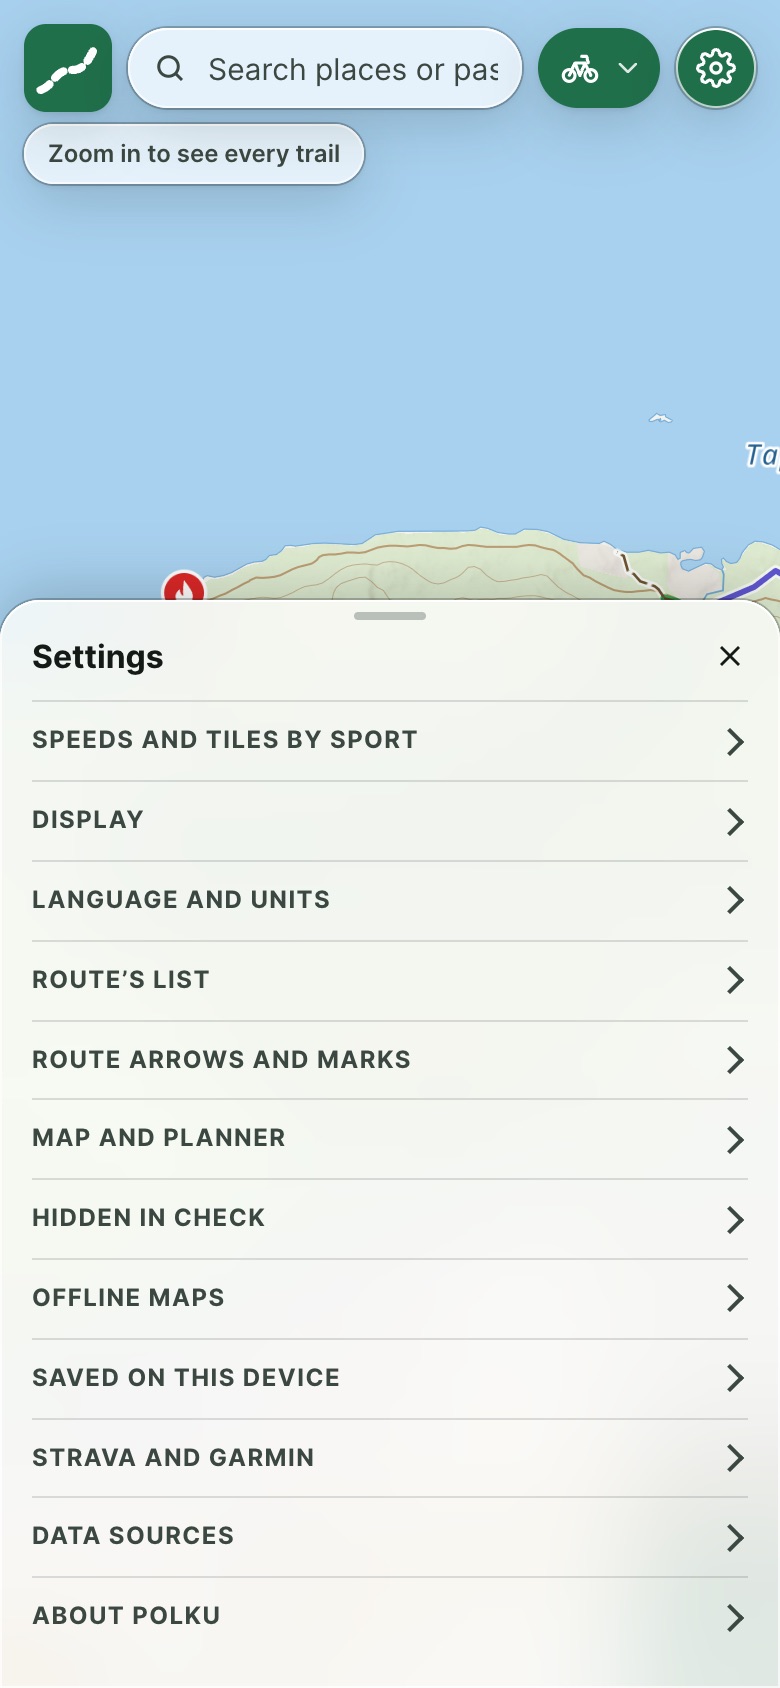 Search places or pas
Zoom in to see every trail
Ta
Settings
SPEEDS AND TILES BY SPORT
DISPLAY
LANGUAGE AND UNITS
ROUTE’S LIST
ROUTE ARROWS AND MARKS
MAP AND PLANNER
HIDDEN IN CHECK
OFFLINE MAPS
SAVED ON THIS DEVICE
STRAVA AND GARMIN
DATA SOURCES
ABOUT POLKU